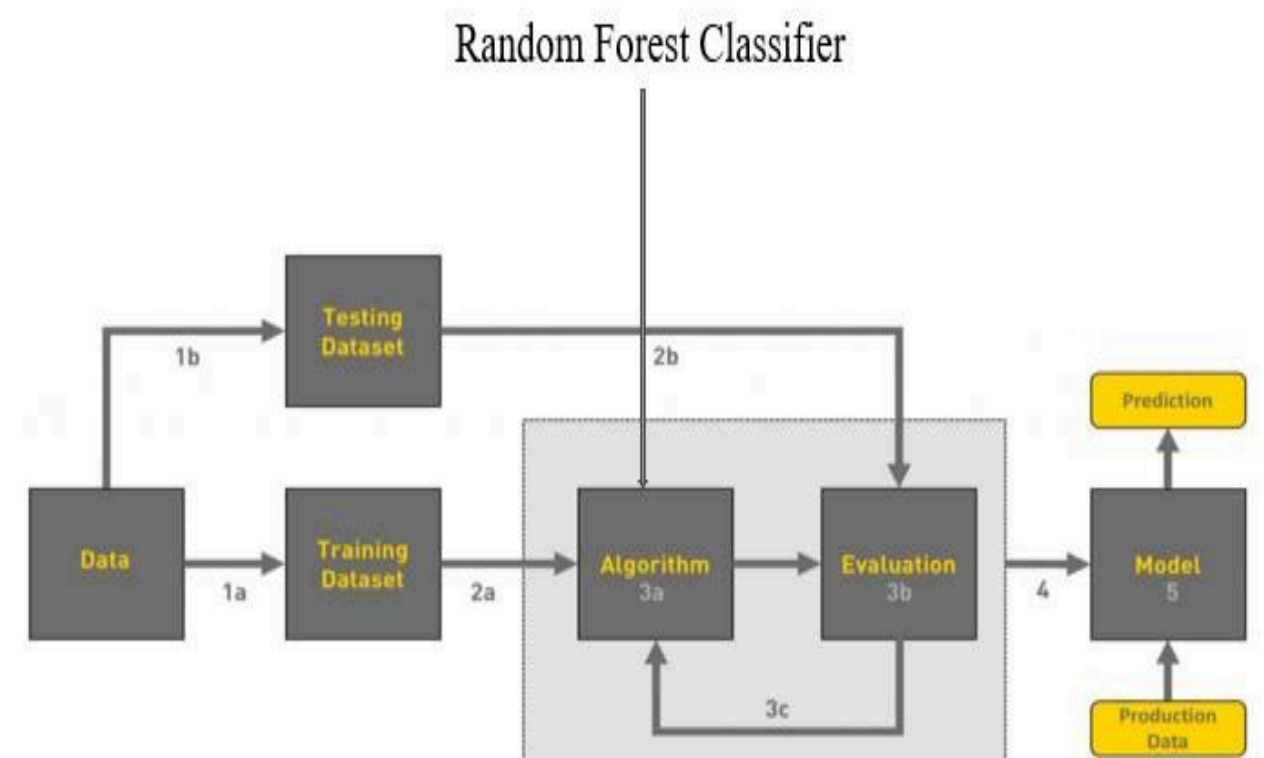 Random Forest Classifier
Testing
Dataset
1b
2b
Prediction
Data
1a
Training
Dataset
2a
Algorithm
3a
Evaluation
3b
4
Model
5
3c
Production
Data